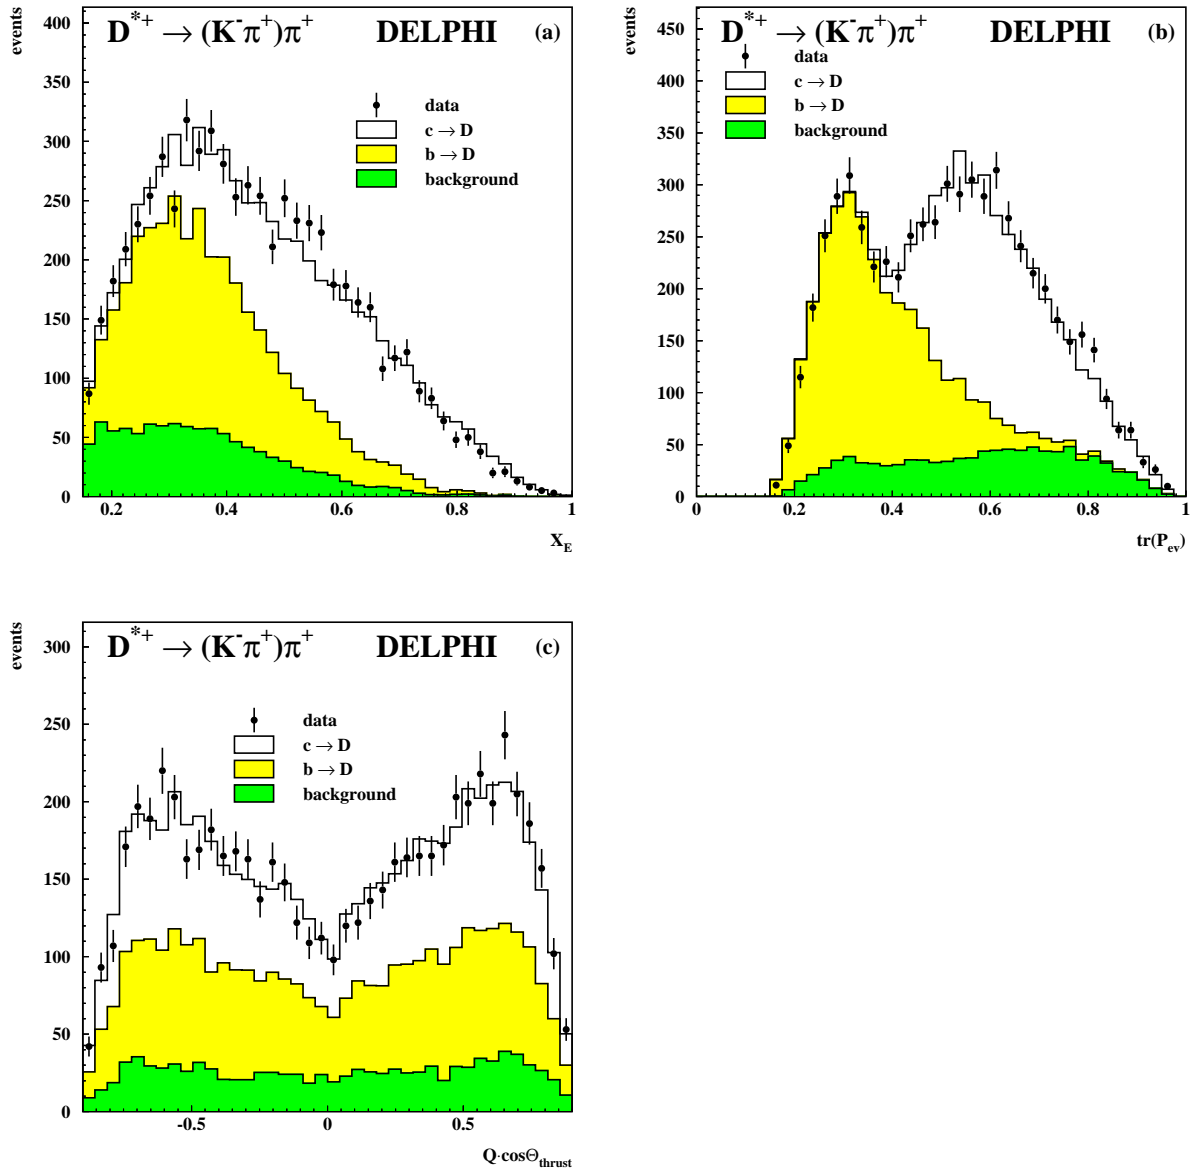 events
D*+ → (K-π+)π+ DELPHI (a)
data
c → D
b → D
background
400
350
300
250
200
150
100
50
0
0.2 0.4 0.6 0.8 1
X_E
events
D*+ → (K-π+)π+ DELPHI (b)
data
c → D
b → D
background
450
400
350
300
250
200
150
100
50
0
0 0.2 0.4 0.6 0.8 1
tr(P_ev)
events
D*+ → (K-π+)π+ DELPHI (c)
data
c → D
b → D
background
300
250
200
150
100
50
0
-0.5 0 0.5
Q·cosΘ_thrust